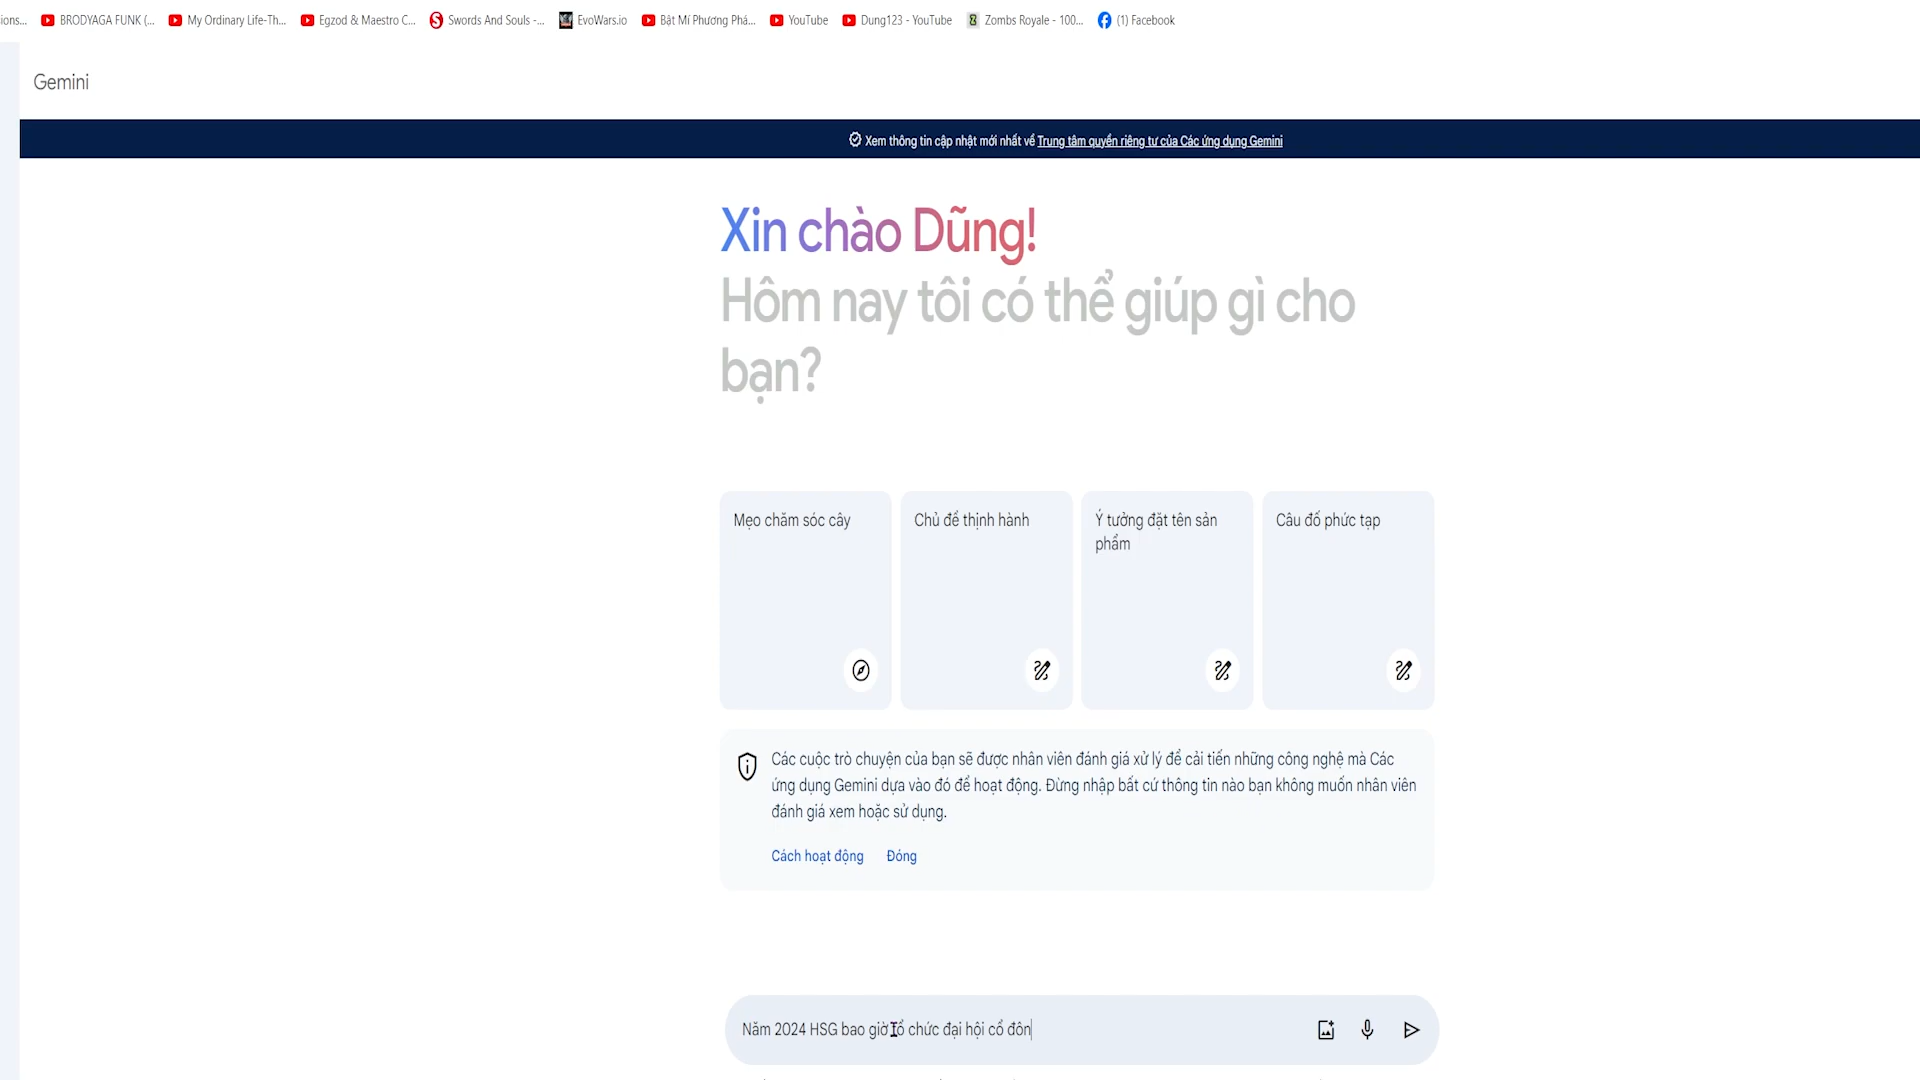 ions...
BRODYAGA FUNK (...
My Ordinary Life-Th...
Egzod & Maestro C...
Swords And Souls -...
EvoWars.io
Bật Mí Phương Phá...
YouTube
Dung123 - YouTube
Zombs Royale - 100...
(1) Facebook
Gemini
Xem thông tin cập nhật mới nhất về Trung tâm quyền riêng tư của Các ứng dụng Gemini
Xin chào Dũng!
Hôm nay tôi có thể giúp gì cho
bạn?
Mẹo chăm sóc cây
Chủ đề thịnh hành
Ý tưởng đặt tên sản
phẩm
Câu đố phức tạp
Các cuộc trò chuyện của bạn sẽ được nhân viên đánh giá xử lý để cải tiến những công nghệ mà Các
ứng dụng Gemini dựa vào đó để hoạt động. Đừng nhập bất cứ thông tin nào bạn không muốn nhân viên
đánh giá xem hoặc sử dụng.
Cách hoạt động
Đóng
Năm 2024 HSG bao giờ tổ chức đại hội cổ đôn